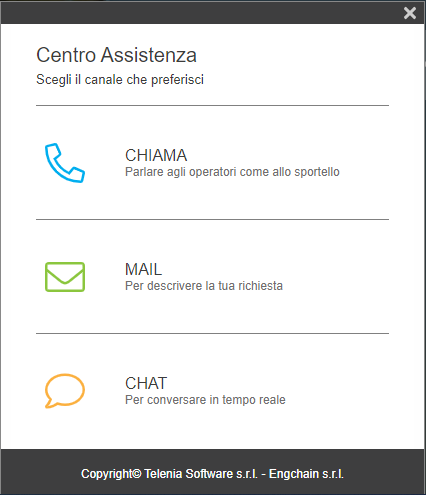 Centro Assistenza
Scegli il canale che preferisci
CHIAMA
Parlare agli operatori come allo sportello
MAIL
Per descrivere la tua richiesta
CHAT
Per conversare in tempo reale
Copyright© Telenia Software s.r.l. - Engchain s.r.l.